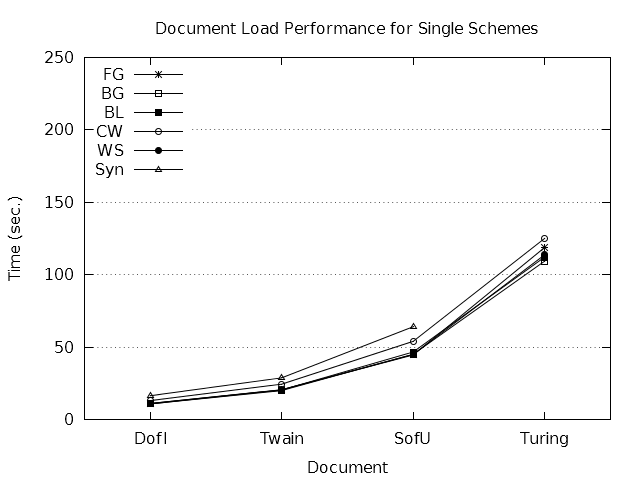 Document Load Performance for Single Schemes
250
200
150
100
50
0
Time (sec.)
FG
BG
BL
CW
WS
Syn
DofI
Twain
SofU
Turing
Document